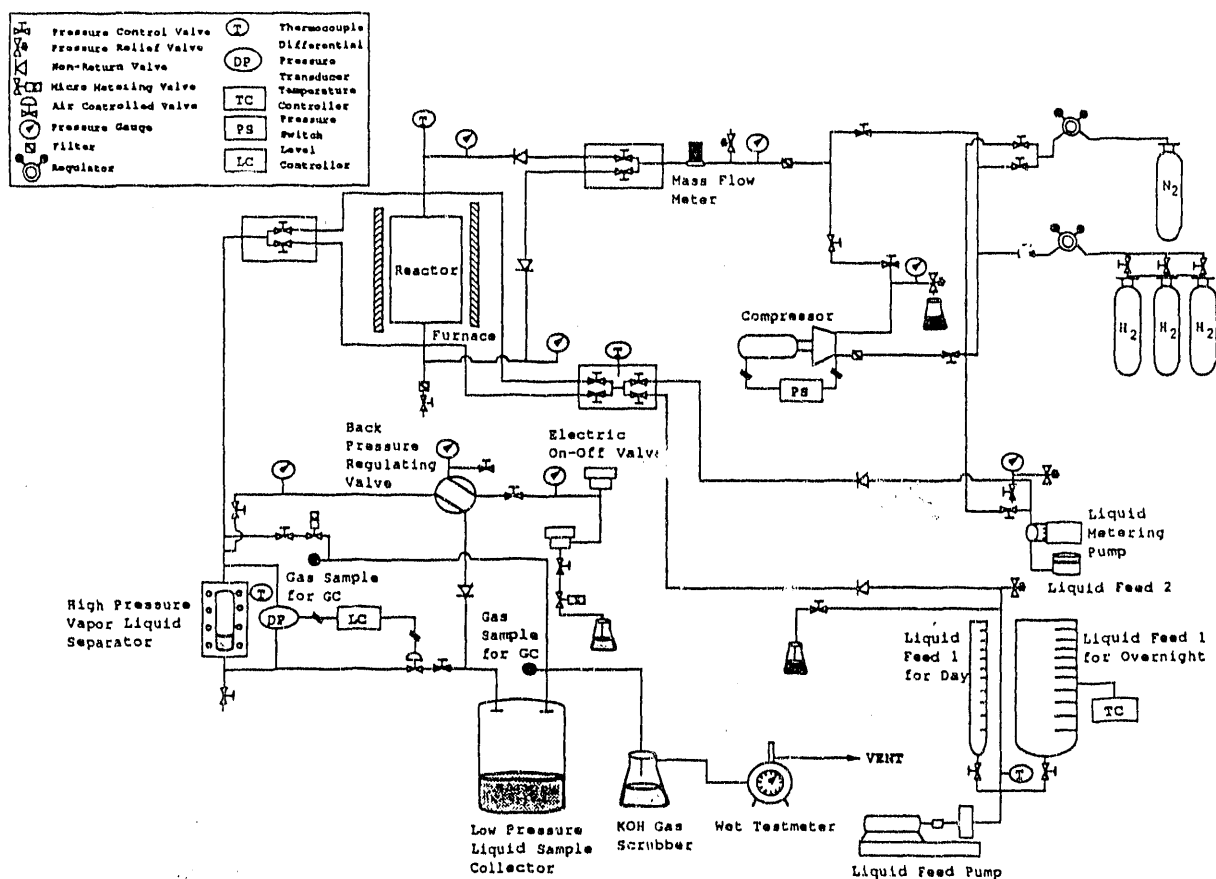 Pressure Control Valve
Pressure Relief Valve
Non-Return Valve
Micro Metering Valve
Air Controlled Valve
Pressure Gauge
Filter
Regulator
T
Thermocouple
DP
Differential
Pressure
Transducer
TC
Temperature
Controller
PS
Pressure
Switch
LC
Level
Controller
T
Mass Flow
Meter
N2
Reactor
Furnace
Compressor
PS
H2
H2
H2
T
Back
Pressure
Regulating
Valve
Electric
On-Off Valve
Liquid
Metering
Pump
Liquid Feed 2
Gas Sample
for GC
High Pressure
Vapor Liquid
Separator
T
DP
LC
Gas
Sample
for GC
Liquid
Feed 1
for Day
Liquid Feed 1
for Overnight
TC
T
VENT
Low Pressure
Liquid Sample
Collector
KOH Gas
Scrubber
Wet Testmeter
Liquid Feed Pump